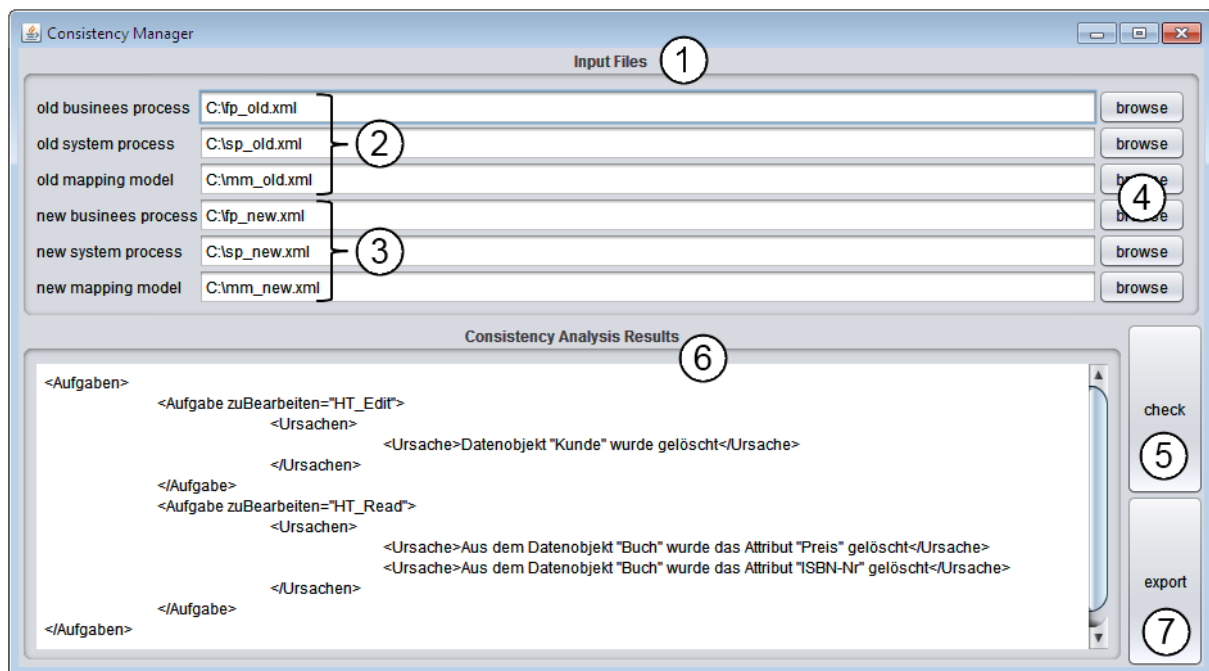 Consistency Manager
Input Files 1
old businees process C:\fp_old.xml browse
old system process C:\sp_old.xml 2 browse
old mapping model C:\mm_old.xml browse
4
new businees process C:\fp_new.xml browse
new system process C:\sp_new.xml 3 browse
new mapping model C:\mm_new.xml browse
Consistency Analysis Results 6
<Aufgaben>
<Aufgabe zuBearbeiten="HT_Edit">
<Ursachen>
<Ursache>Datenobjekt "Kunde" wurde gelöscht</Ursache>
</Ursachen>
</Aufgabe>
<Aufgabe zuBearbeiten="HT_Read">
<Ursachen>
<Ursache>Aus dem Datenobjekt "Buch" wurde das Attribut "Preis" gelöscht</Ursache>
<Ursache>Aus dem Datenobjekt "Buch" wurde das Attribut "ISBN-Nr" gelöscht</Ursache>
</Ursachen>
</Aufgabe>
</Aufgaben>
check
5
export
7